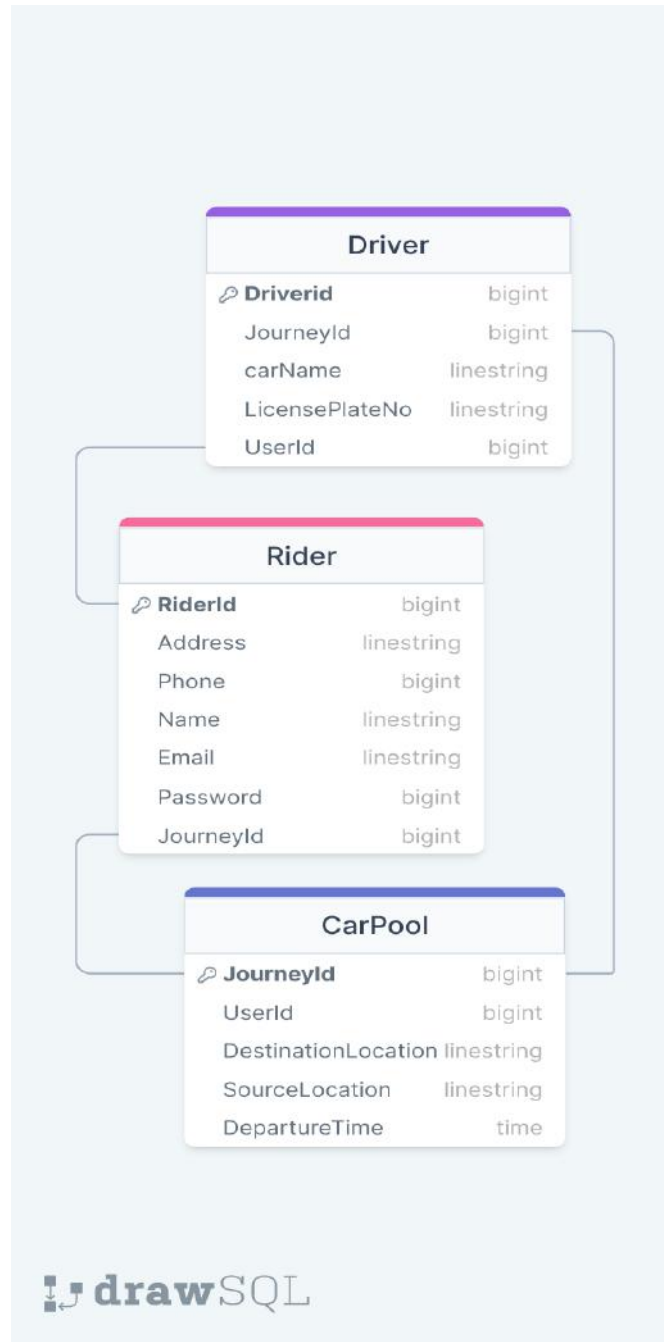 Driver
Driverid bigint
JourneyId bigint
carName linestring
LicensePlateNo linestring
UserId bigint
Rider
RiderId bigint
Address linestring
Phone bigint
Name linestring
Email linestring
Password bigint
JourneyId bigint
CarPool
JourneyId bigint
UserId bigint
DestinationLocation linestring
SourceLocation linestring
DepartureTime time
drawSQL